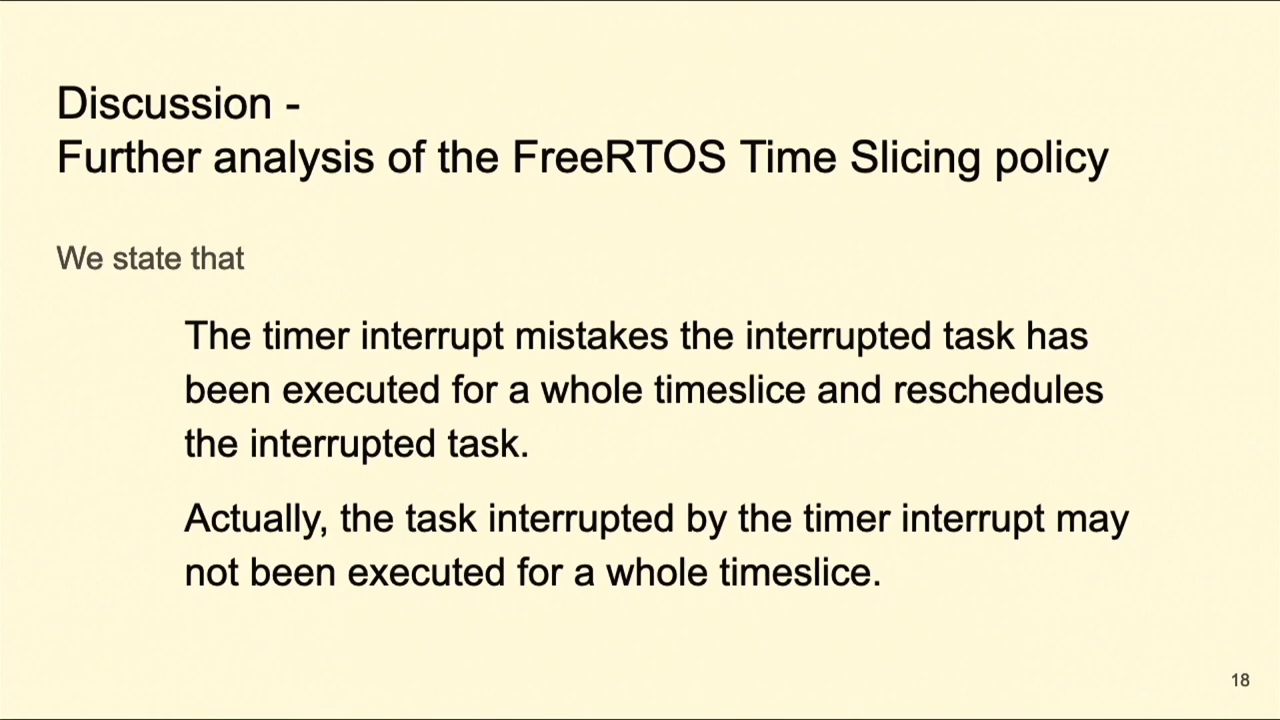 Discussion -
Further analysis of the FreeRTOS Time Slicing policy
We state that
The timer interrupt mistakes the interrupted task has
been executed for a whole timeslice and reschedules
the interrupted task.
Actually, the task interrupted by the timer interrupt may
not been executed for a whole timeslice.
18